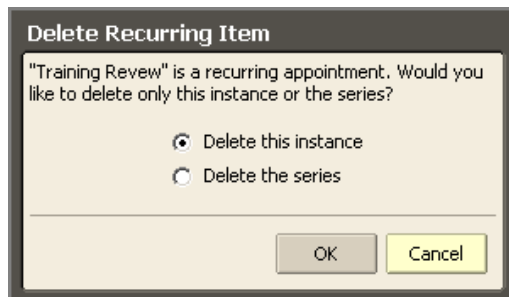 Delete Recurring Item
"Training Revew" is a recurring appointment. Would you
like to delete only this instance or the series?
Delete this instance
Delete the series
OK Cancel